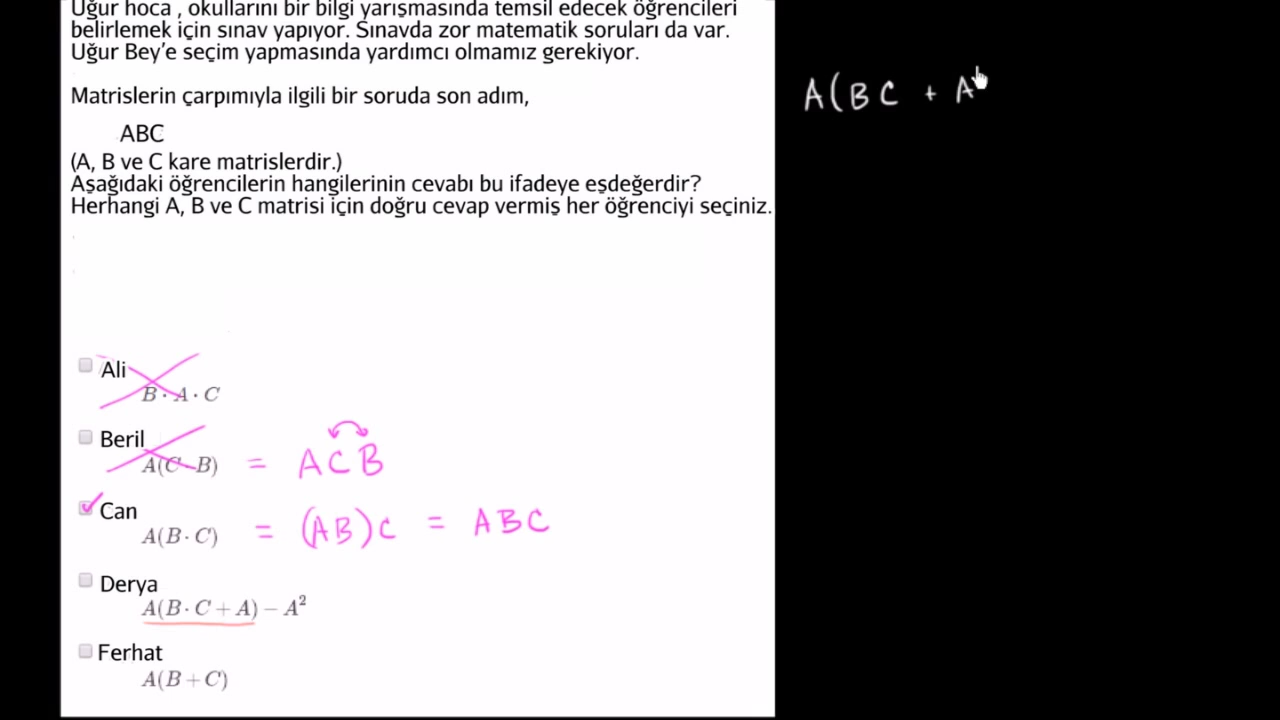 Uğur hoca , okullarını bir bilgi yarışmasında temsil edecek öğrencileri
belirlemek için sınav yapıyor. Sınavda zor matematik soruları da var.
Uğur Bey'e seçim yapmasında yardımcı olmamız gerekiyor.
Matrislerin çarpımıyla ilgili bir soruda son adım,
A(BC + A
ABC
(A, B ve C kare matrislerdir.)
Aşağıdaki öğrencilerin hangilerinin cevabı bu ifadeye eşdeğerdir?
Herhangi A, B ve C matrisi için doğru cevap vermiş her öğrenciyi seçiniz.
Ali
B · A · C
Beril
A(C · B) = ACB
Can
A(B · C) = (AB)C = ABC
Derya
A(B · C + A) − A²
Ferhat
A(B + C)